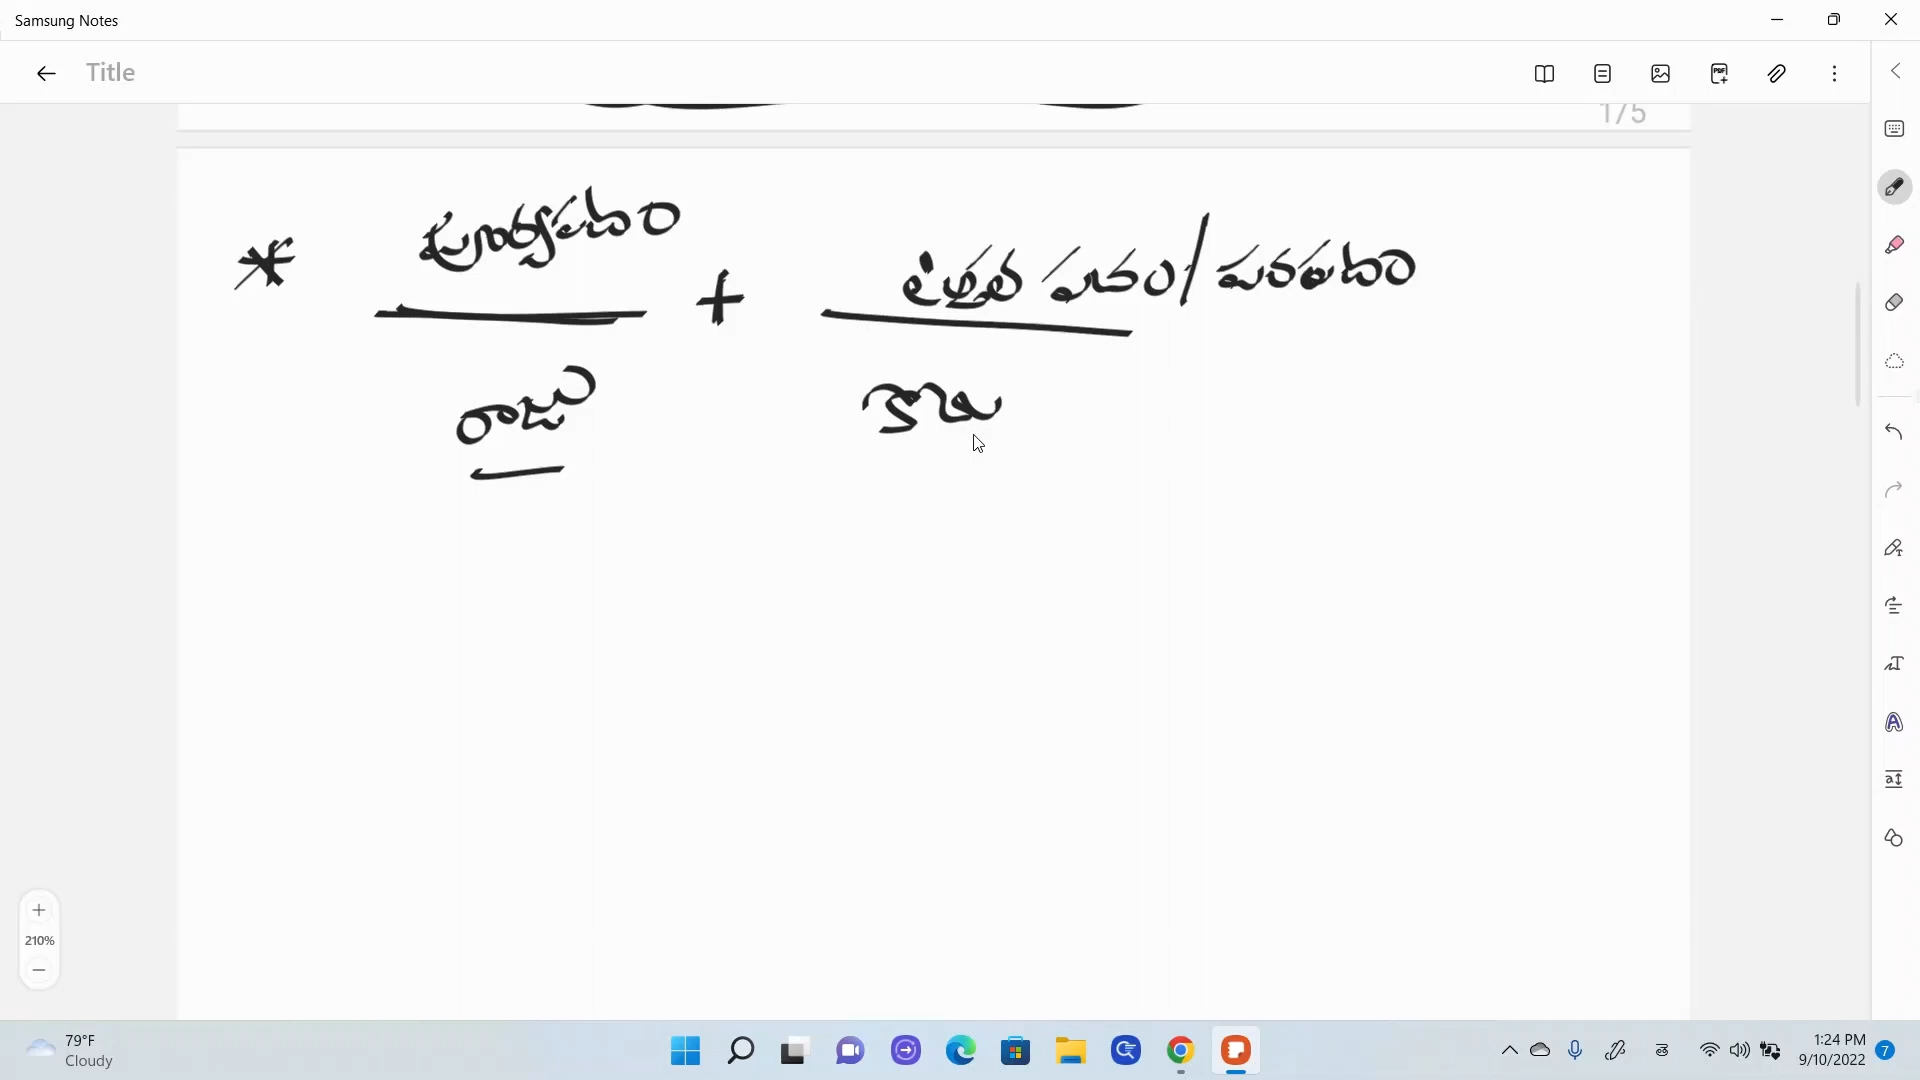 Samsung Notes
Title
1/5
* పూర్వపదం + ఉత్తర పదం/పరపదం
రాజు
210%
79°F
Cloudy
1:24 PM
9/10/2022
7